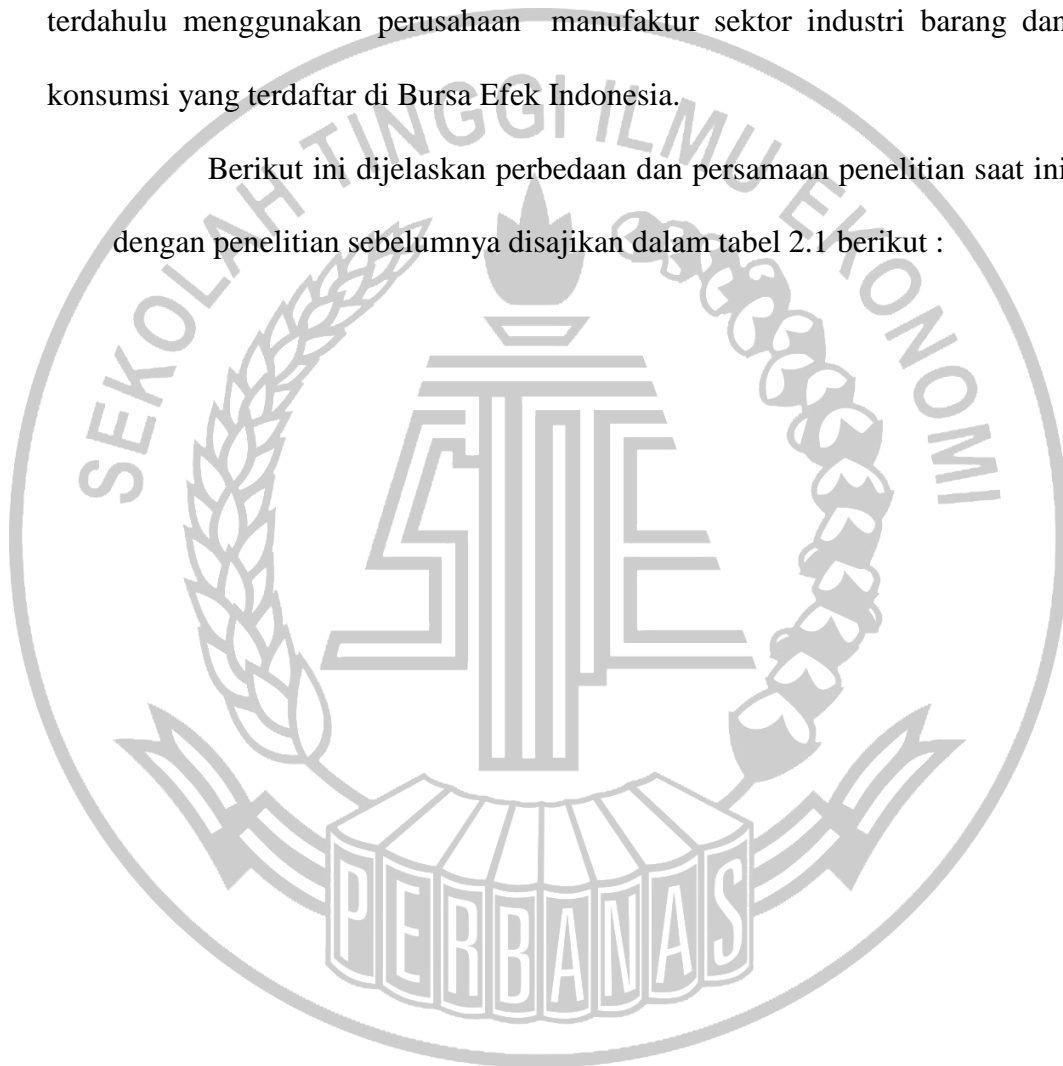 terdahulu menggunakan perusahaan manufaktur sektor industri barang dan
konsumsi yang terdaftar di Bursa Efek Indonesia.
Berikut ini dijelaskan perbedaan dan persamaan penelitian saat ini
dengan penelitian sebelumnya disajikan dalam tabel 2.1 berikut :
SEKOLAH TINGGI ILMU EKONOMI
STIE
PERBANAS